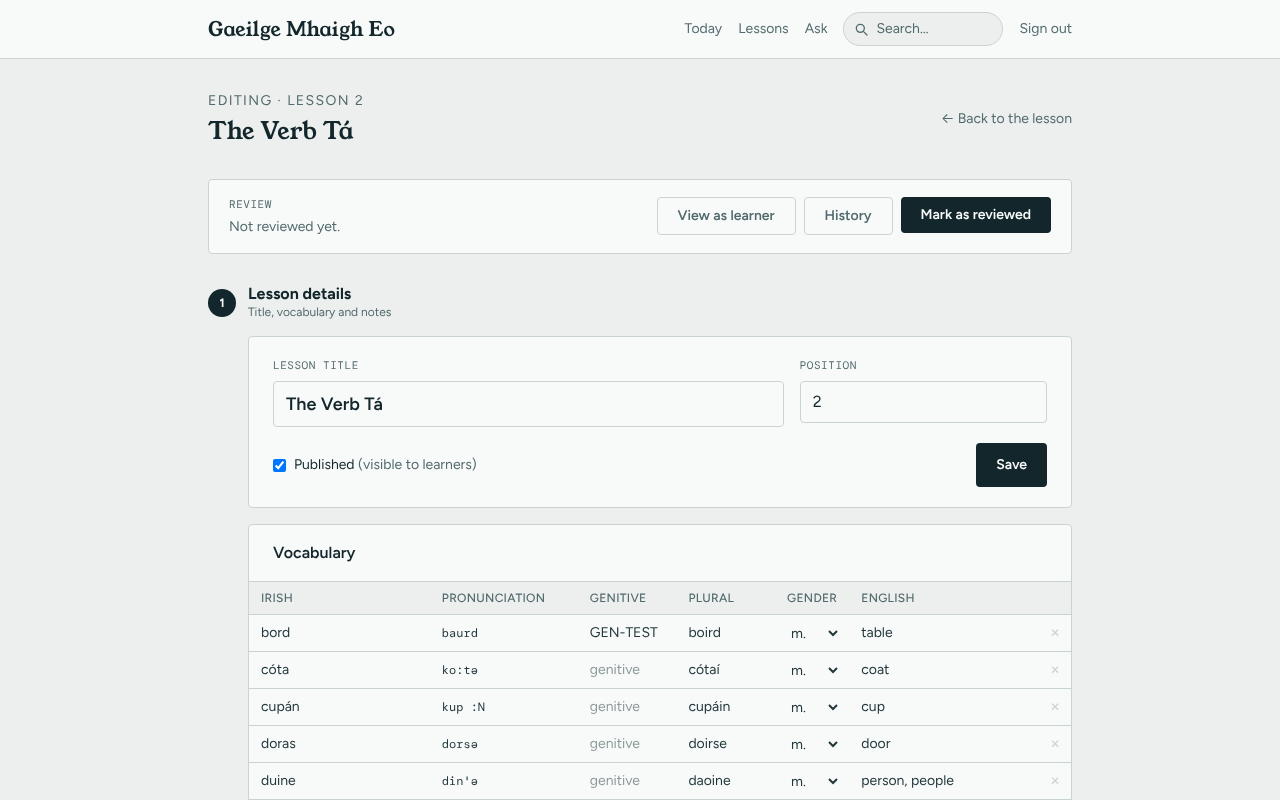 Gaeilge Mhaigh Eo
Today Lessons Ask Search... Sign out
EDITING · LESSON 2
The Verb Tá
← Back to the lesson
REVIEW
Not reviewed yet.
View as learner History Mark as reviewed
1 Lesson details
Title, vocabulary and notes
LESSON TITLE POSITION
The Verb Tá 2
Published (visible to learners) Save
Vocabulary
IRISH PRONUNCIATION GENITIVE PLURAL GENDER ENGLISH
bord baurd GEN-TEST boird m. table ×
cóta ko:tə genitive cótaí m. coat ×
cupán kup :N genitive cupáin m. cup ×
doras dorsə genitive doirse m. door ×
duine din'ə genitive daoine m. person, people ×